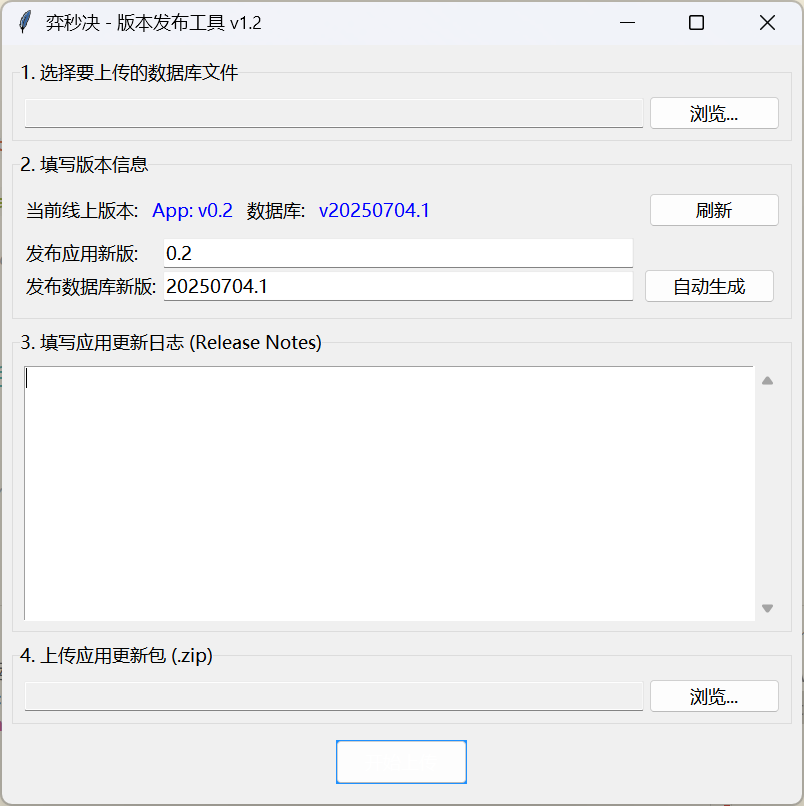 弈秒决 - 版本发布工具 v1.2
1. 选择要上传的数据库文件
浏览...
2. 填写版本信息
当前线上版本: App: v0.2 数据库: v20250704.1 刷新
发布应用新版: 0.2
发布数据库新版: 20250704.1 自动生成
3. 填写应用更新日志 (Release Notes)
4. 上传应用更新包 (.zip)
浏览...